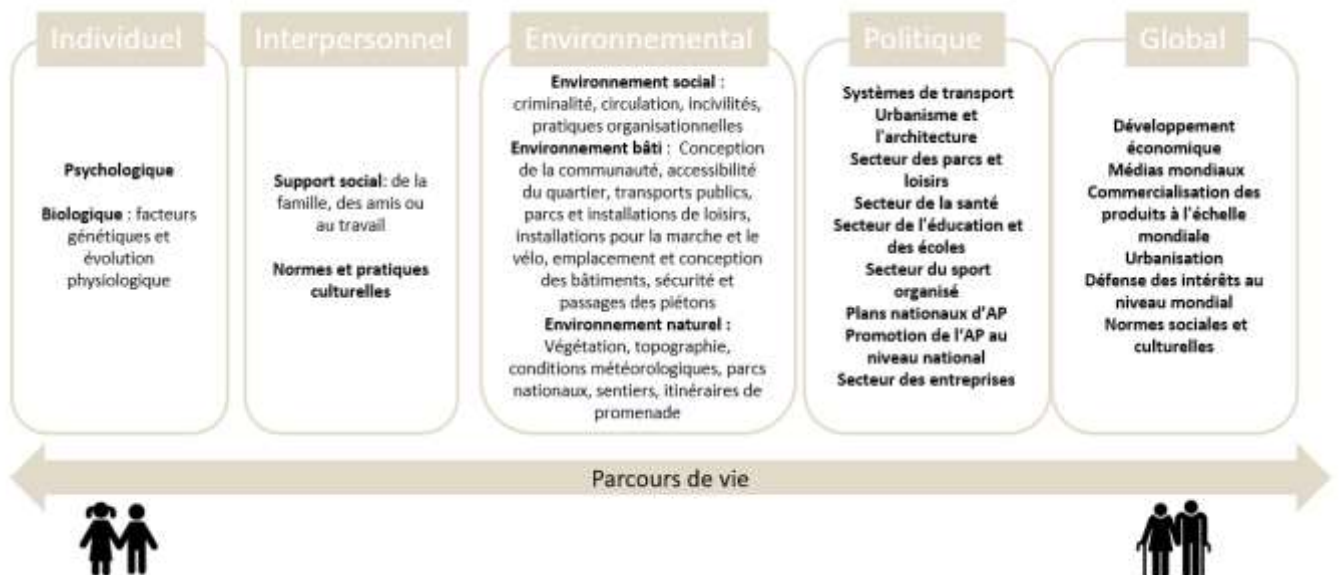 Individuel
Psychologique
Biologique : facteurs
génétiques et
évolution
physiologique
Interpersonnel
Support social: de la
famille, des amis ou
au travail
Normes et pratiques
culturelles
Environnemental
Environnement social :
criminalité, circulation, incivilités,
pratiques organisationnelles
Environnement bâti : Conception
de la communauté, accessibilité
du quartier, transports publics,
parcs et installations de loisirs,
installations pour la marche et le
vélo, emplacement et conception
des bâtiments, sécurité et
passages des piétons
Environnement naturel :
Végétation, topographie,
conditions météorologiques, parcs
nationaux, sentiers, itinéraires de
promenade
Politique
Systèmes de transport
Urbanisme et
l'architecture
Secteur des parcs et
loisirs
Secteur de la santé
Secteur de l'éducation et
des écoles
Secteur du sport
organisé
Plans nationaux d'AP
Promotion de l'AP au
niveau national
Secteur des entreprises
Global
Développement
économique
Médias mondiaux
Commercialisation des
produits à l'échelle
mondiale
Urbanisation
Défense des intérêts au
niveau mondial
Normes sociales et
culturelles
Parcours de vie